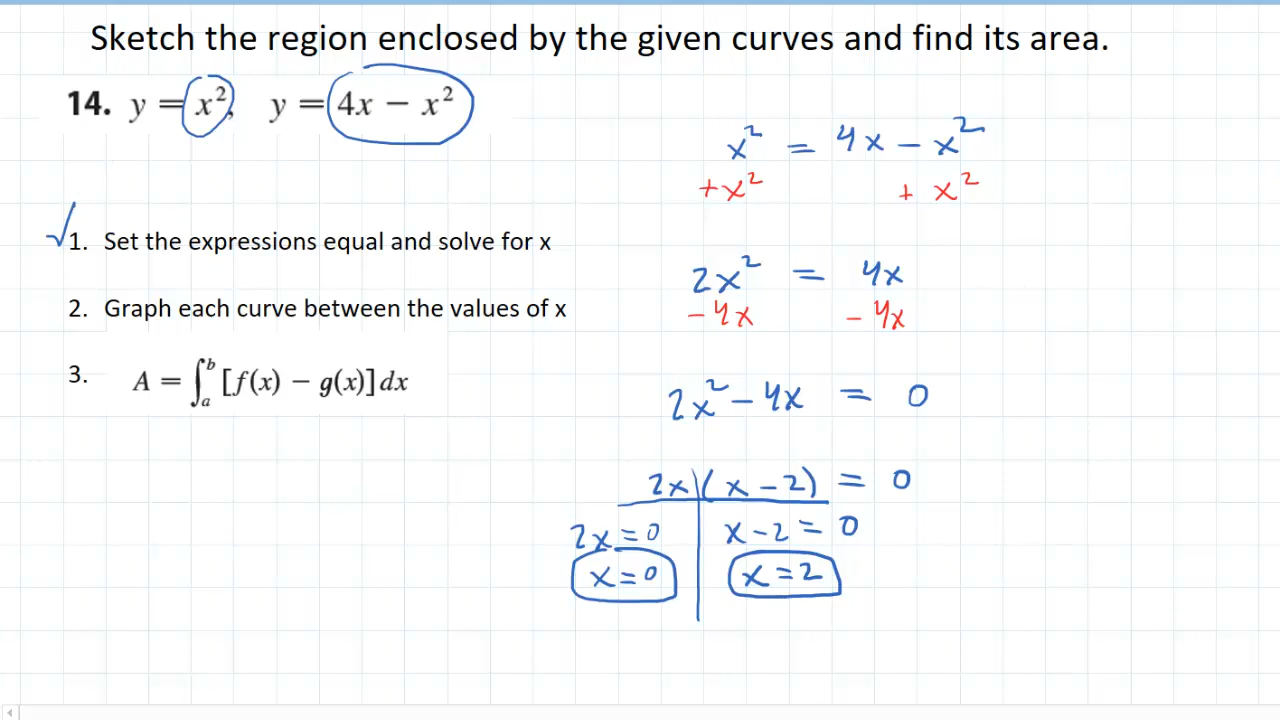 Sketch the region enclosed by the given curves and find its area.
14. y = x², y = 4x − x²
x² = 4x − x²
+x² + x²
√1. Set the expressions equal and solve for x
2x² = 4x
−4x − 4x
2. Graph each curve between the values of x
3. A = ∫ₐᵇ [f(x) − g(x)] dx
2x² − 4x = 0
2x (x − 2) = 0
2x = 0 x − 2 = 0
x = 0 x = 2